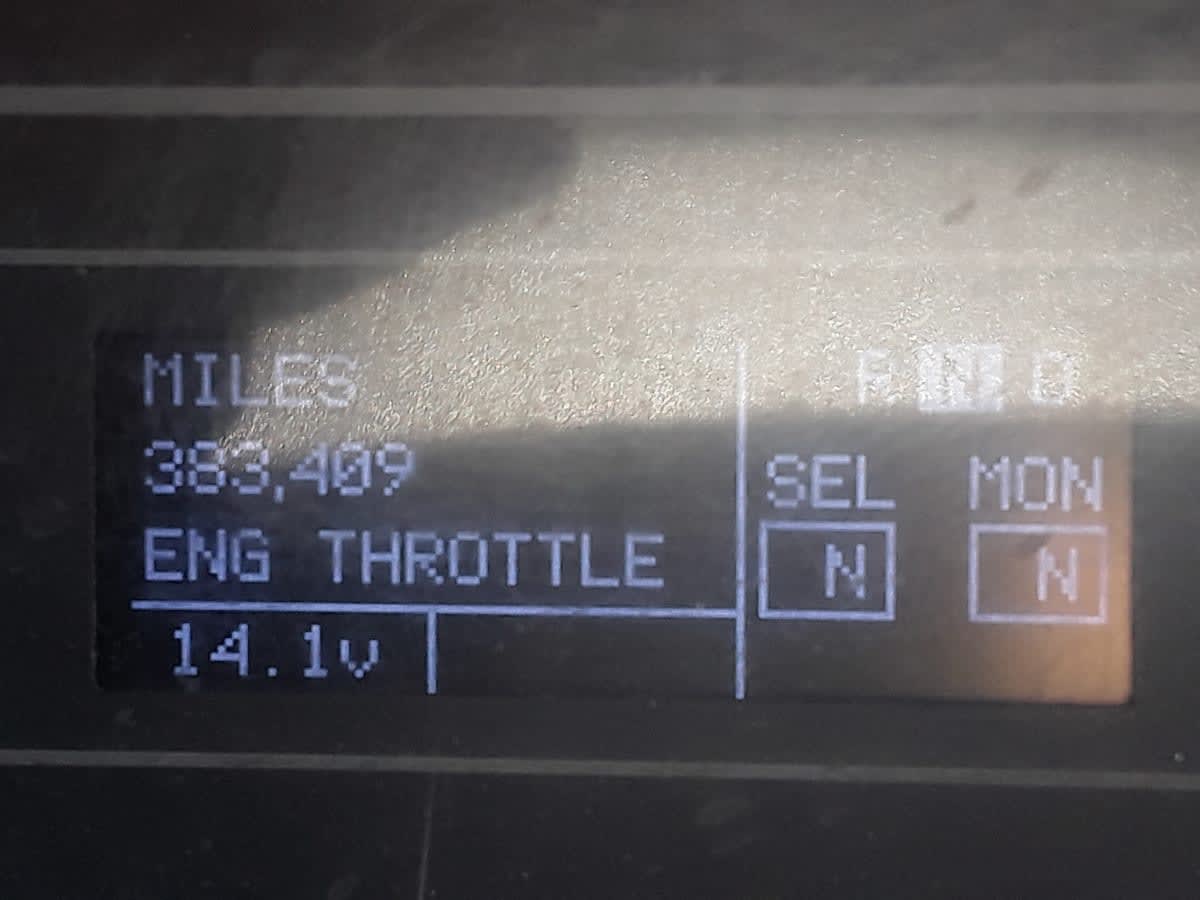 MILES
383,409
ENG THROTTLE
14.1v
R N D
SEL MON
N N